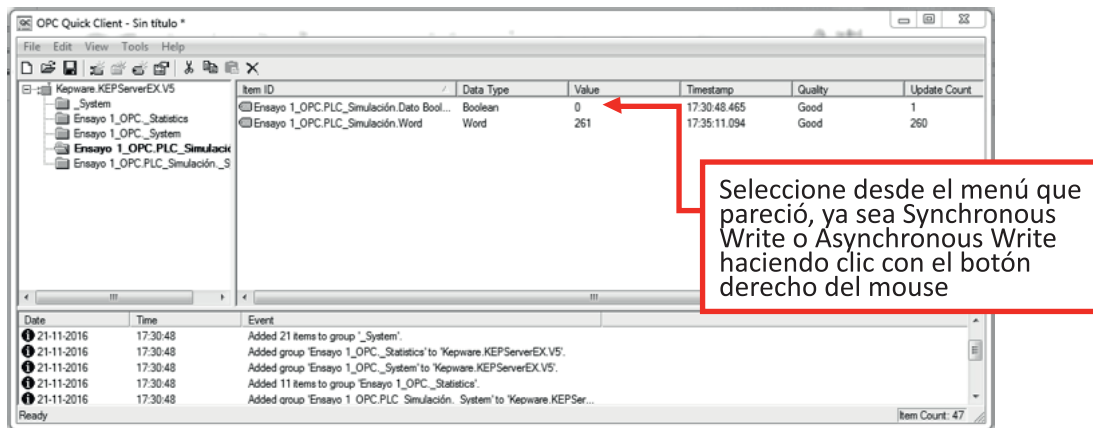 OPC Quick Client - Sin título *
File Edit View Tools Help
Kepware.KEPServerEX.V5
_System
Ensayo 1_OPC._Statistics
Ensayo 1_OPC._System
Ensayo 1_OPC.PLC_Simulació
Ensayo 1_OPC.PLC_Simulación._S
Item ID Data Type Value Timestamp Quality Update Count
Ensayo 1_OPC.PLC_Simulación.Dato Bool... Boolean 0 17:30:48.465 Good 1
Ensayo 1_OPC.PLC_Simulación.Word Word 261 17:35:11.094 Good 260
Seleccione desde el menú que
pareció, ya sea Synchronous
Write o Asynchronous Write
haciendo clic con el botón
derecho del mouse
Date Time Event
21-11-2016 17:30:48 Added 21 items to group '_System'.
21-11-2016 17:30:48 Added group 'Ensayo 1_OPC._Statistics' to 'Kepware.KEPServerEX.V5'.
21-11-2016 17:30:48 Added group 'Ensayo 1_OPC._System' to 'Kepware.KEPServerEX.V5'.
21-11-2016 17:30:48 Added 11 items to group 'Ensayo 1_OPC._Statistics'.
21-11-2016 17:30:48 Added group 'Ensayo 1_OPC.PLC_Simulación._System' to 'Kepware.KEPSer...
Ready Item Count: 47